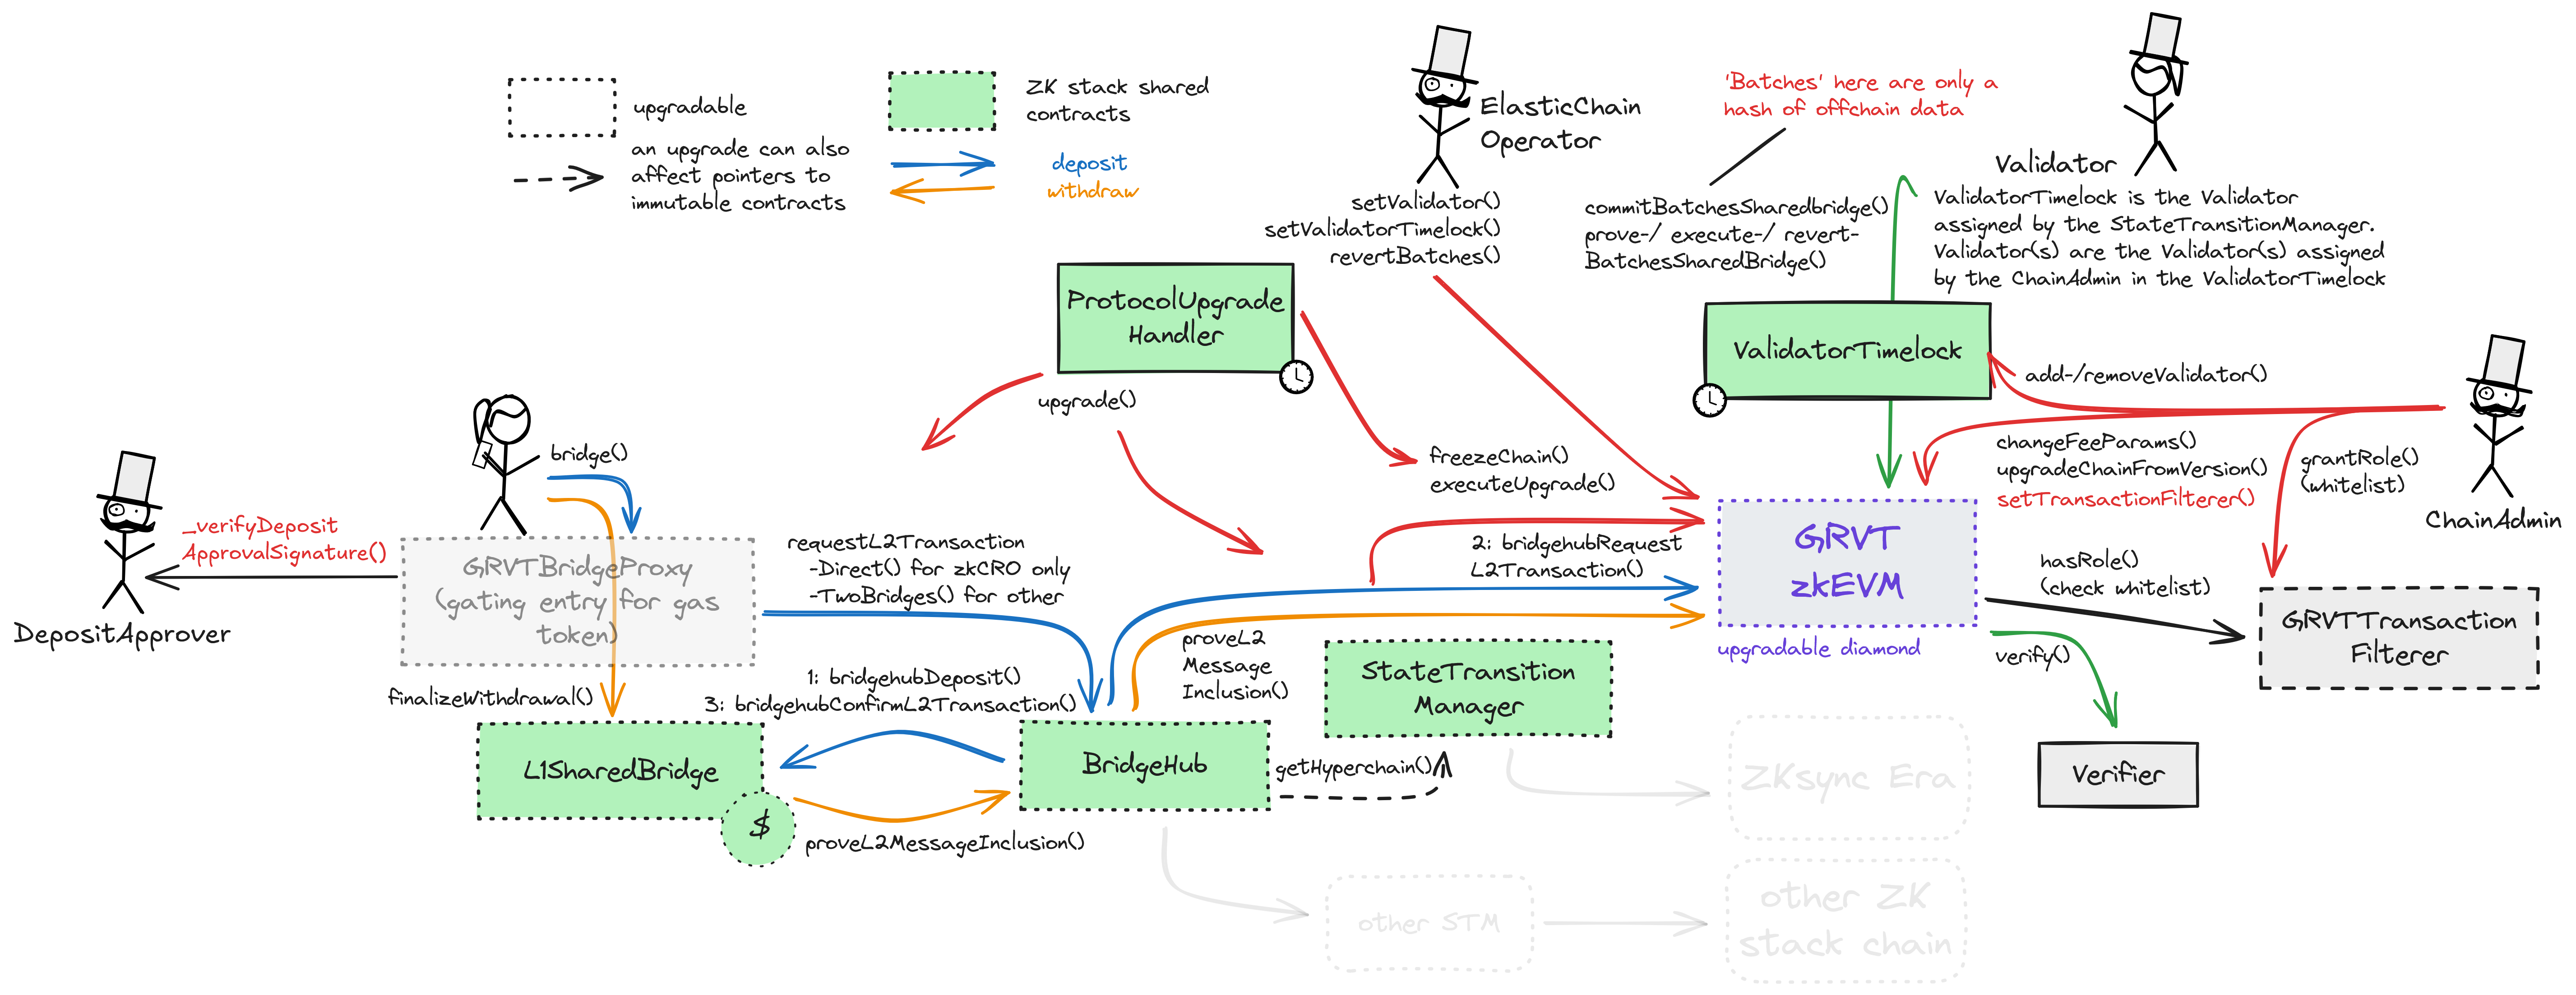 upgradable
an upgrade can also
affect pointers to
immutable contracts
ZK stack shared
contracts
deposit
withdraw
ElasticChain
Operator
setValidator()
setValidatorTimelock()
revertBatches()
'Batches' here are only a
hash of offchain data
commitBatchesSharedbridge()
prove-/ execute-/ revert-
BatchesSharedBridge()
Validator
ValidatorTimelock is the Validator
assigned by the StateTransitionManager.
Validator(s) are the Validator(s) assigned
by the ChainAdmin in the ValidatorTimelock
ProtocolUpgrade
Handler
upgrade()
freezeChain()
executeUpgrade()
ValidatorTimelock
add-/removeValidator()
changeFeeParams()
upgradeChainFromVersion()
setTransactionFilterer()
grantRole()
(whitelist)
ChainAdmin
bridge()
_verifyDeposit
ApprovalSignature()
DepositApprover
GRVTBridgeProxy
(gating entry for gas
token)
requestL2Transaction
-Direct() for zkCRO only
-TwoBridges() for other
2: bridgehubRequest
L2Transaction()
GRVT
zkEVM
upgradable diamond
hasRole()
(check whitelist)
GRVTTransaction
Filterer
verify()
Verifier
finalizeWithdrawal()
1: bridgehubDeposit()
3: bridgehubConfirmL2Transaction()
proveL2
Message
Inclusion()
StateTransition
Manager
L1SharedBridge
$
BridgeHub
getHyperchain()
proveL2MessageInclusion()
ZKsync Era
other STM
other ZK
stack chain